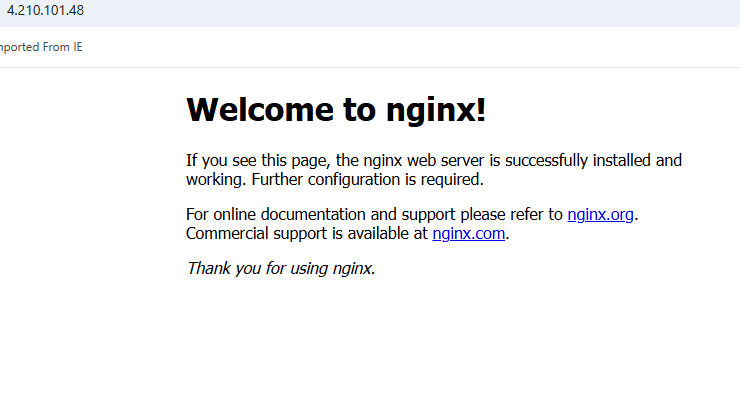 4.210.101.48
mported From IE
Welcome to nginx!
If you see this page, the nginx web server is successfully installed and
working. Further configuration is required.
For online documentation and support please refer to nginx.org.
Commercial support is available at nginx.com.
Thank you for using nginx.